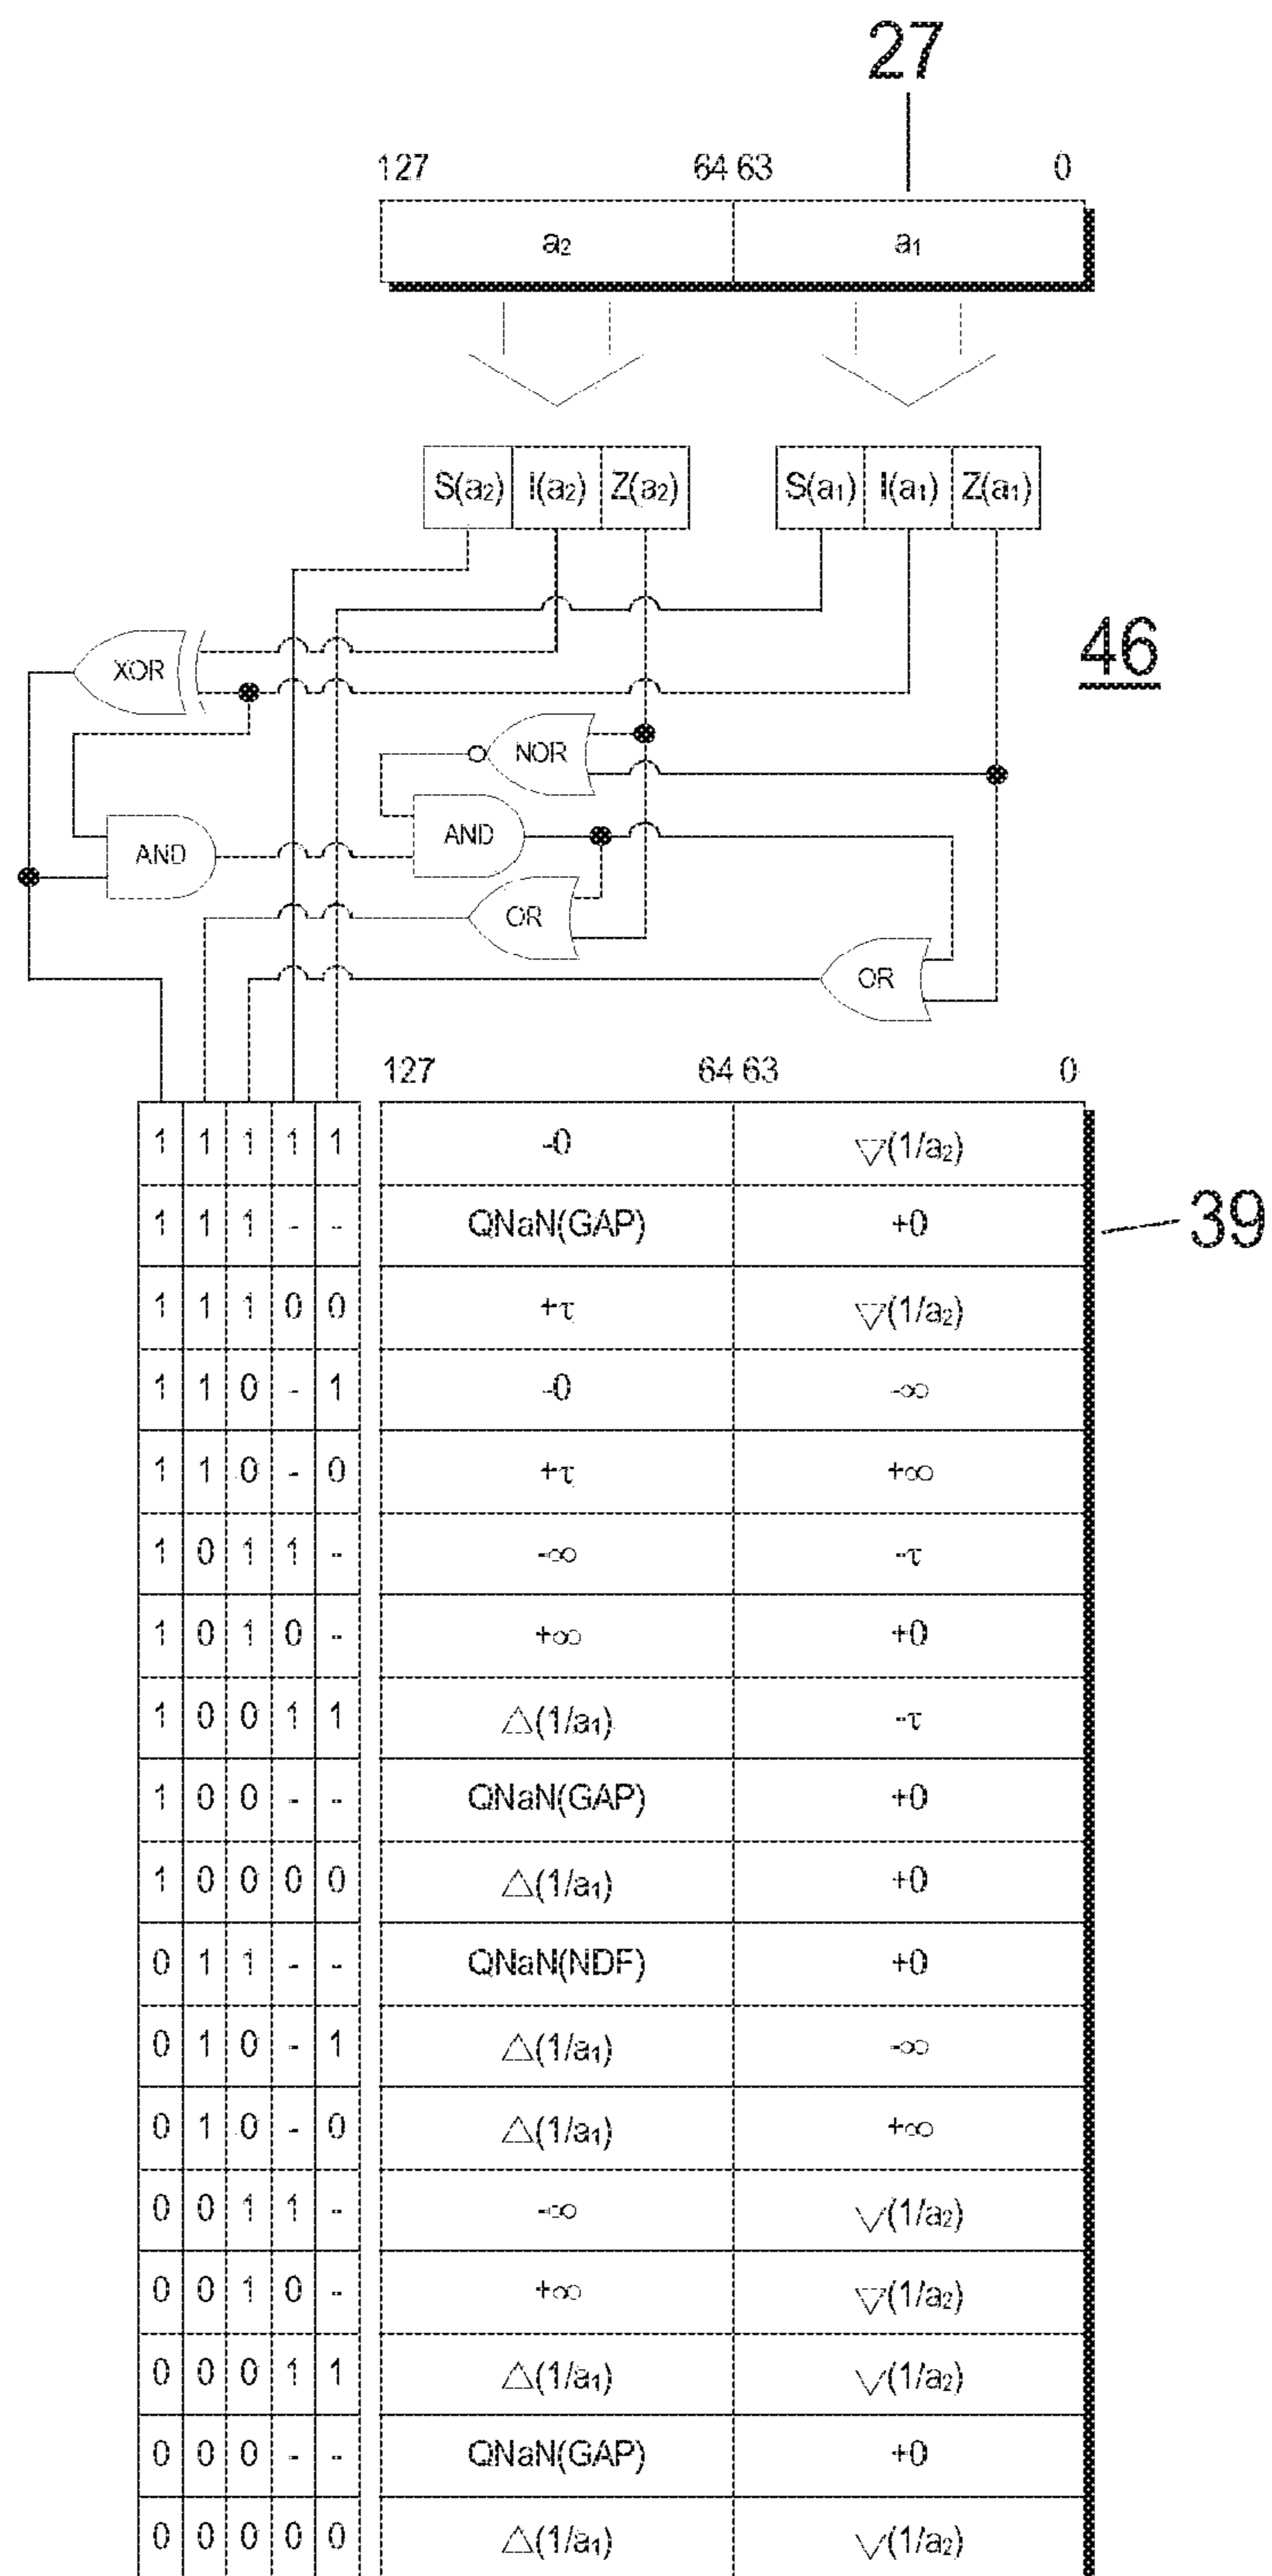 27
127 64 63 0
a₂ a₁
S(a₂) I(a₂) Z(a₂) S(a₁) I(a₁) Z(a₁)
46
XOR
NOR
AND
AND
OR
OR
127 64 63 0
1 1 1 1 1 -0 ▽(1/a₂)
39
1 1 1 - - QNaN(GAP) +0
1 1 1 0 0 +τ ▽(1/a₂)
1 1 0 - 1 -0 -∞
1 1 0 - 0 +τ +∞
1 0 1 1 - -∞ -τ
1 0 1 0 - +∞ +0
1 0 0 1 1 △(1/a₁) -τ
1 0 0 - - QNaN(GAP) +0
1 0 0 0 0 △(1/a₁) +0
0 1 1 - - QNaN(NDF) +0
0 1 0 - 1 △(1/a₁) -∞
0 1 0 - 0 △(1/a₁) +∞
0 0 1 1 - -∞ ▽(1/a₂)
0 0 1 0 - +∞ ▽(1/a₂)
0 0 0 1 1 △(1/a₁) ▽(1/a₂)
0 0 0 - - QNaN(GAP) +0
0 0 0 0 0 △(1/a₁) ▽(1/a₂)